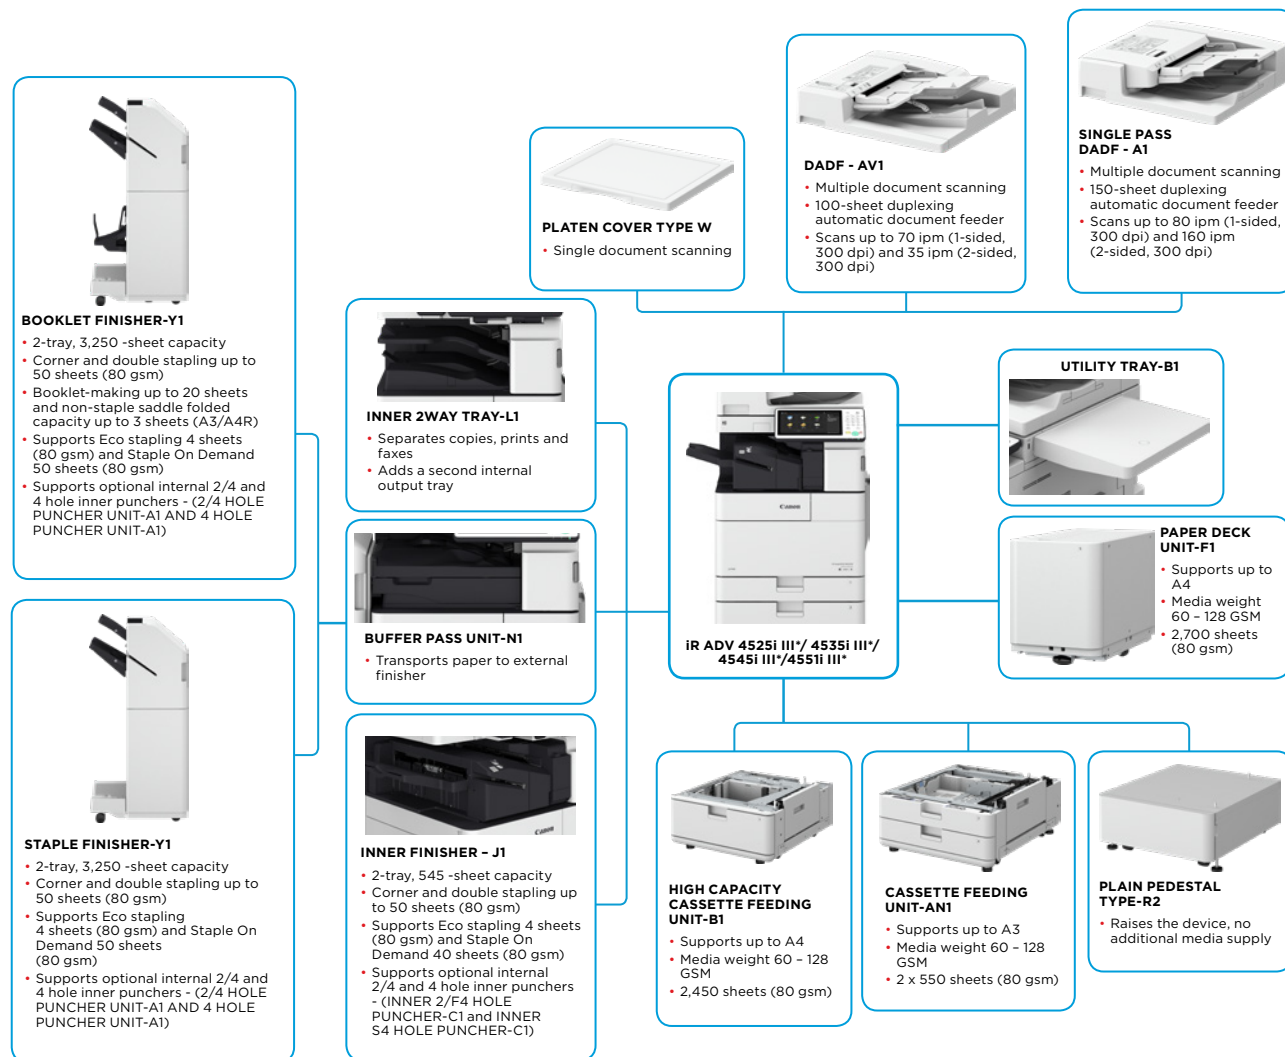 BOOKLET FINISHER-Y1
• 2-tray, 3,250 -sheet capacity
• Corner and double stapling up to
50 sheets (80 gsm)
• Booklet-making up to 20 sheets
and non-staple saddle folded
capacity up to 3 sheets (A3/A4R)
• Supports Eco stapling 4 sheets
(80 gsm) and Staple On Demand
50 sheets (80 gsm)
• Supports optional internal 2/4 and
4 hole inner punchers - (2/4 HOLE
PUNCHER UNIT-A1 AND 4 HOLE
PUNCHER UNIT-A1)
STAPLE FINISHER-Y1
• 2-tray, 3,250 -sheet capacity
• Corner and double stapling up to
50 sheets (80 gsm)
• Supports Eco stapling
4 sheets (80 gsm) and Staple On
Demand 50 sheets
(80 gsm)
• Supports optional internal 2/4 and
4 hole inner punchers - (2/4 HOLE
PUNCHER UNIT-A1 AND 4 HOLE
PUNCHER UNIT-A1)
INNER 2WAY TRAY-L1
• Separates copies, prints and
faxes
• Adds a second internal
output tray
BUFFER PASS UNIT-N1
• Transports paper to external
finisher
Canon
INNER FINISHER – J1
• 2-tray, 545 -sheet capacity
• Corner and double stapling up
to 50 sheets (80 gsm)
• Supports Eco stapling 4 sheets
(80 gsm) and Staple On
Demand 40 sheets (80 gsm)
• Supports optional internal
2/4 and 4 hole inner punchers
- (INNER 2/F4 HOLE
PUNCHER-C1 and INNER
S4 HOLE PUNCHER-C1)
PLATEN COVER TYPE W
• Single document scanning
DADF - AV1
• Multiple document scanning
• 100-sheet duplexing
automatic document feeder
• Scans up to 70 ipm (1-sided,
300 dpi) and 35 ipm (2-sided,
300 dpi)
SINGLE PASS
DADF - A1
• Multiple document scanning
• 150-sheet duplexing
automatic document feeder
• Scans up to 80 ipm (1-sided,
300 dpi) and 160 ipm
(2-sided, 300 dpi)
Canon
iR ADV 4525i III*/ 4535i III*/
4545i III*/4551i III*
UTILITY TRAY-B1
PAPER DECK
UNIT-F1
• Supports up to
A4
• Media weight
60 – 128 GSM
• 2,700 sheets
(80 gsm)
HIGH CAPACITY
CASSETTE FEEDING
UNIT-B1
• Supports up to A4
• Media weight 60 – 128
GSM
• 2,450 sheets (80 gsm)
CASSETTE FEEDING
UNIT-AN1
• Supports up to A3
• Media weight 60 – 128
GSM
• 2 x 550 sheets (80 gsm)
PLAIN PEDESTAL
TYPE-R2
• Raises the device, no
additional media supply